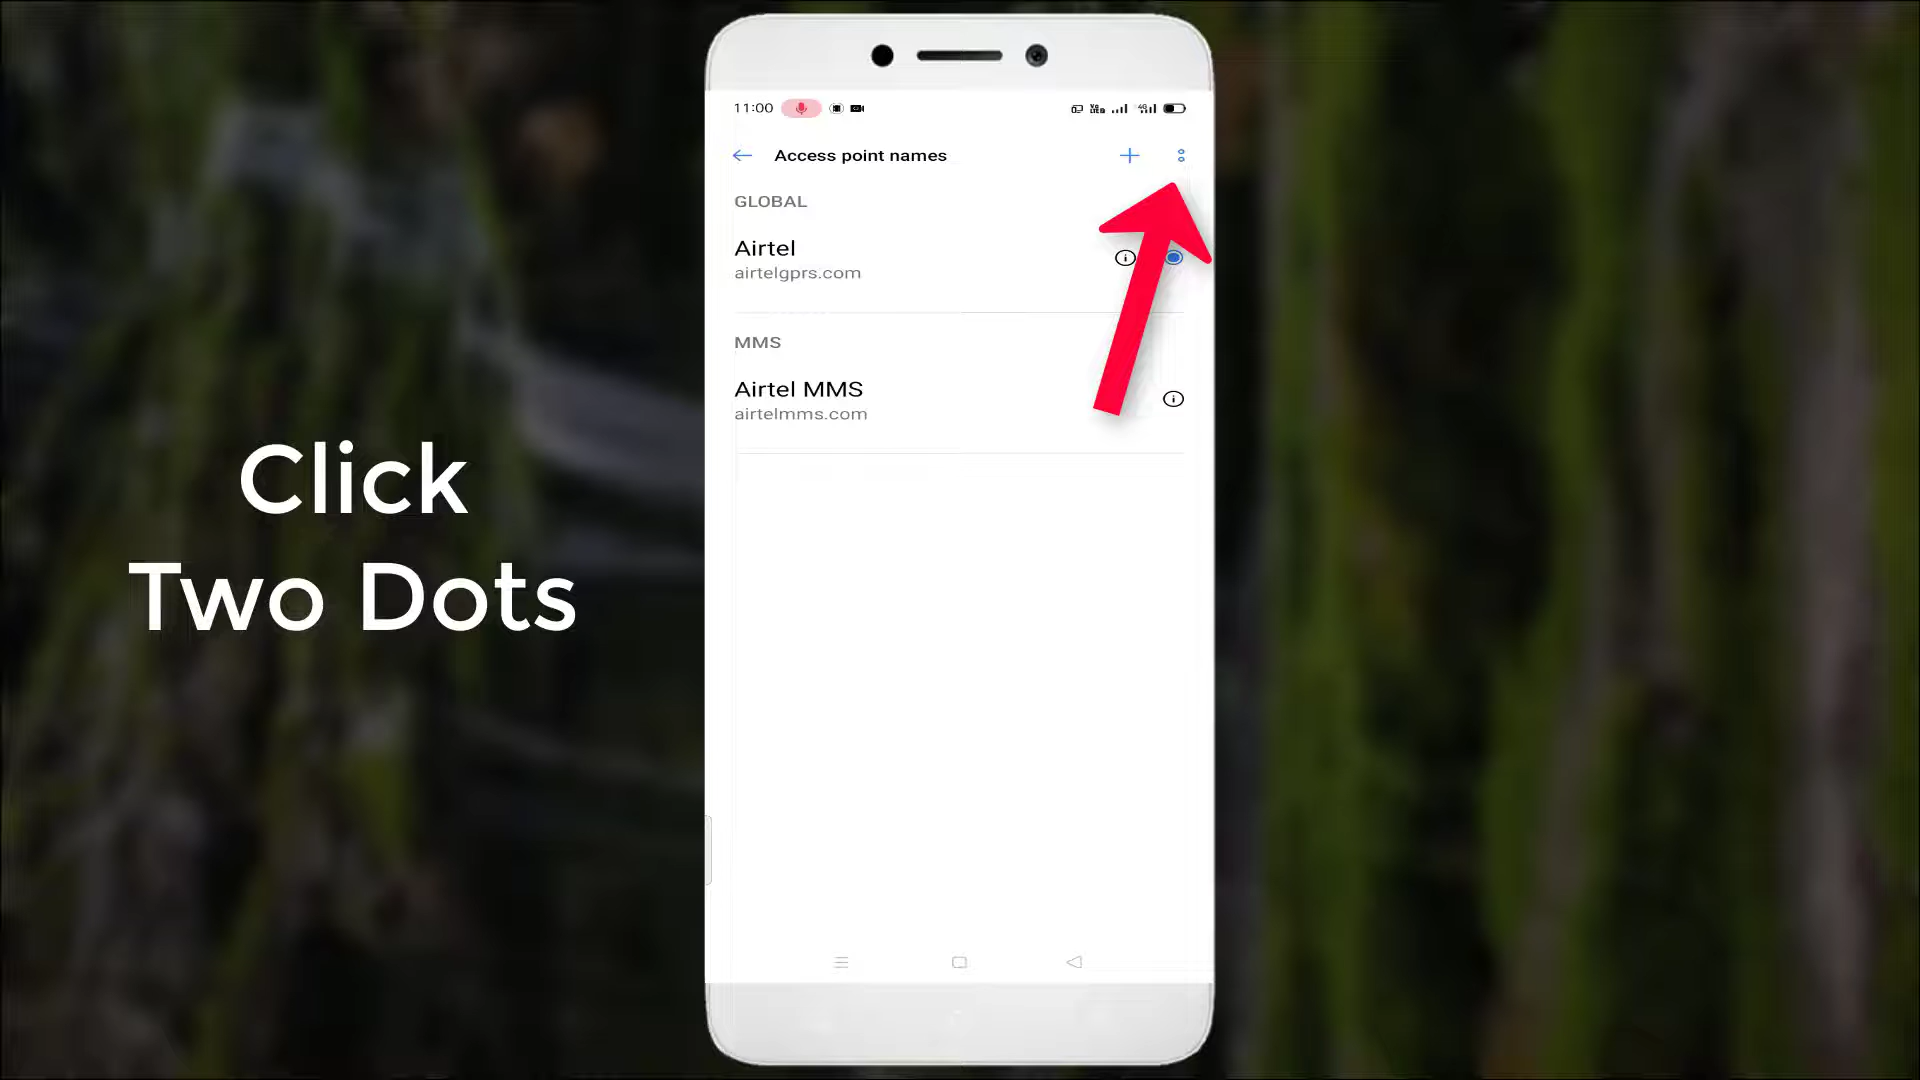 11:00
Access point names
GLOBAL
Airtel
airtelgprs.com
MMS
Airtel MMS
airtelmms.com
Click
Two Dots